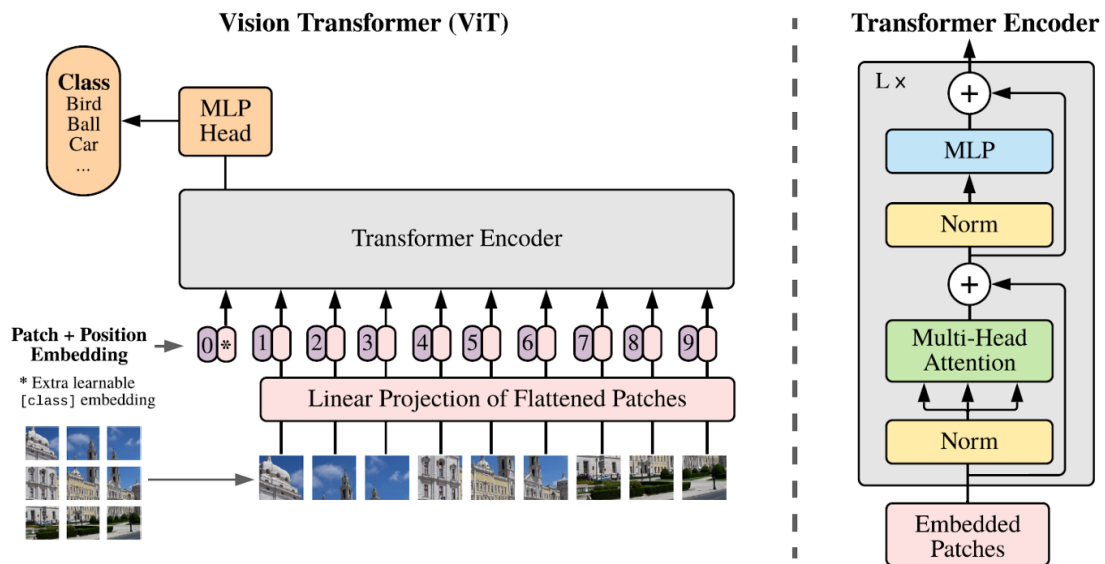 Vision Transformer (ViT)
Class
Bird
Ball
Car
...
MLP
Head
Transformer Encoder
Patch + Position
Embedding
0 * 1 2 3 4 5 6 7 8 9
* Extra learnable
[class] embedding
Linear Projection of Flattened Patches
Transformer Encoder
L ×
+
MLP
Norm
+
Multi-Head
Attention
Norm
Embedded
Patches